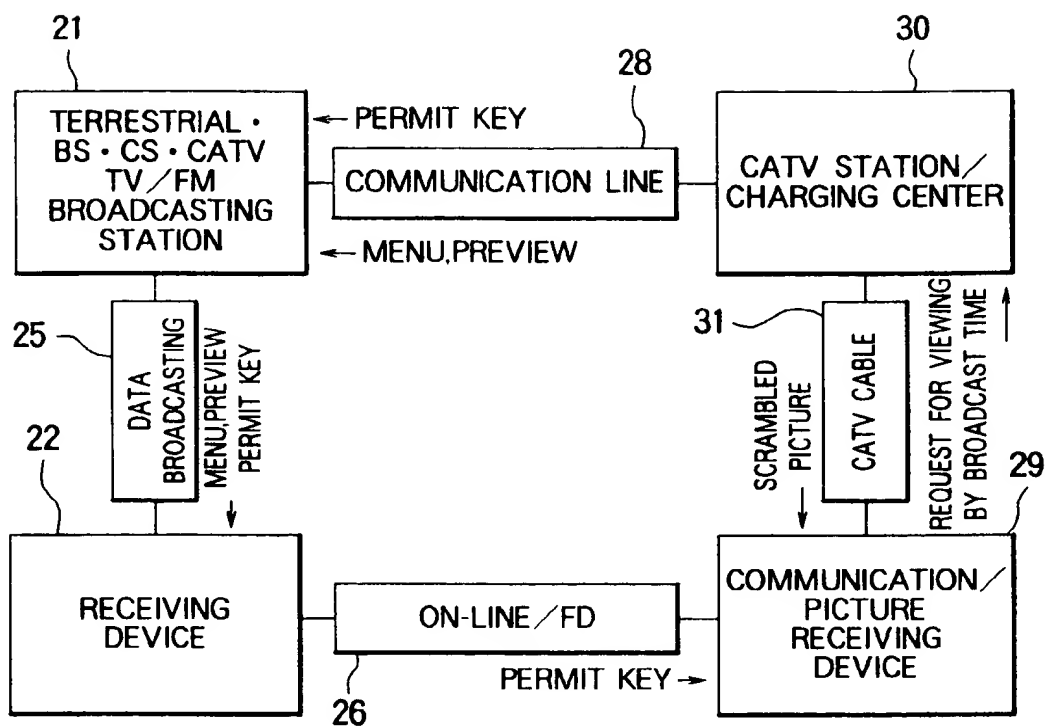 21
30
28
TERRESTRIAL・
BS・CS・CATV
TV/FM
BROADCASTING
STATION
← PERMIT KEY
COMMUNICATION LINE
← MENU,PREVIEW
CATV STATION/
CHARGING CENTER
25
DATA
BROADCASTING
MENU,PREVIEW
PERMIT KEY
31
SCRAMBLED
PICTURE
CATV CABLE
REQUEST FOR VIEWING
BY BROADCAST TIME
22
29
RECEIVING
DEVICE
ON-LINE/FD
COMMUNICATION/
PICTURE
RECEIVING
DEVICE
PERMIT KEY→
26